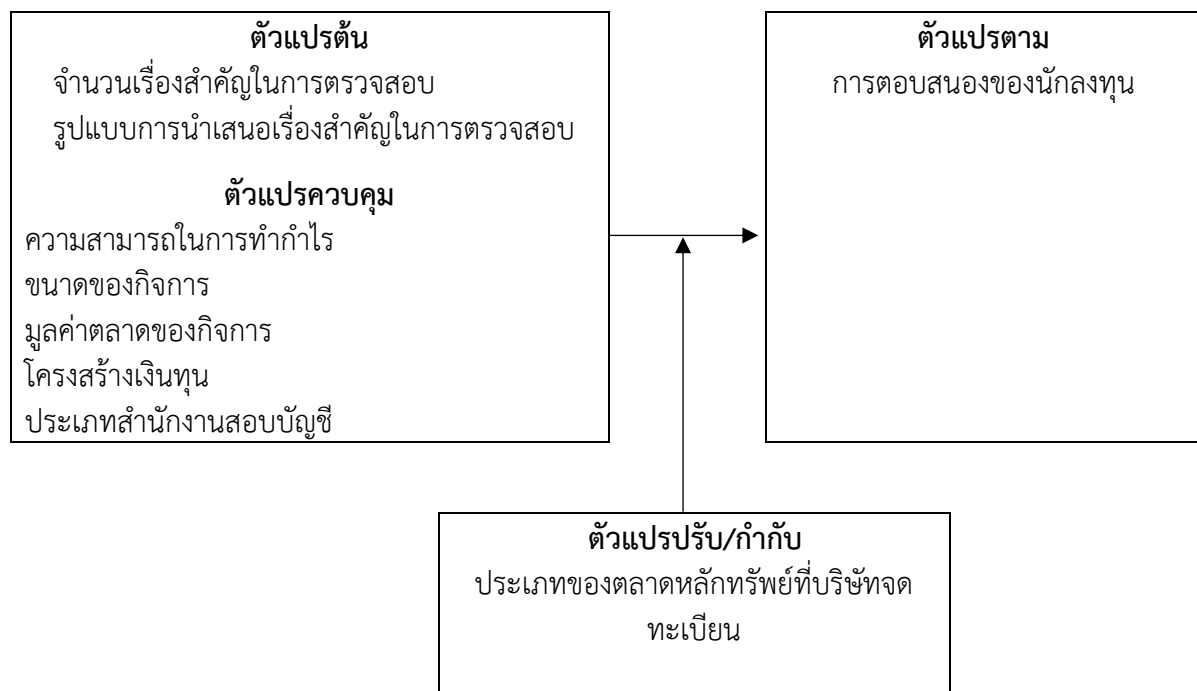 ตัวแปรต้น
จำนวนเรื่องสำคัญในการตรวจสอบ
รูปแบบการนำเสนอเรื่องสำคัญในการตรวจสอบ
ตัวแปรควบคุม
ความสามารถในการทำกำไร
ขนาดของกิจการ
มูลค่าตลาดของกิจการ
โครงสร้างเงินทุน
ประเภทสำนักงานสอบบัญชี
ตัวแปรตาม
การตอบสนองของนักลงทุน
ตัวแปรปรับ/กำกับ
ประเภทของตลาดหลักทรัพย์ที่บริษัทจด
ทะเบียน